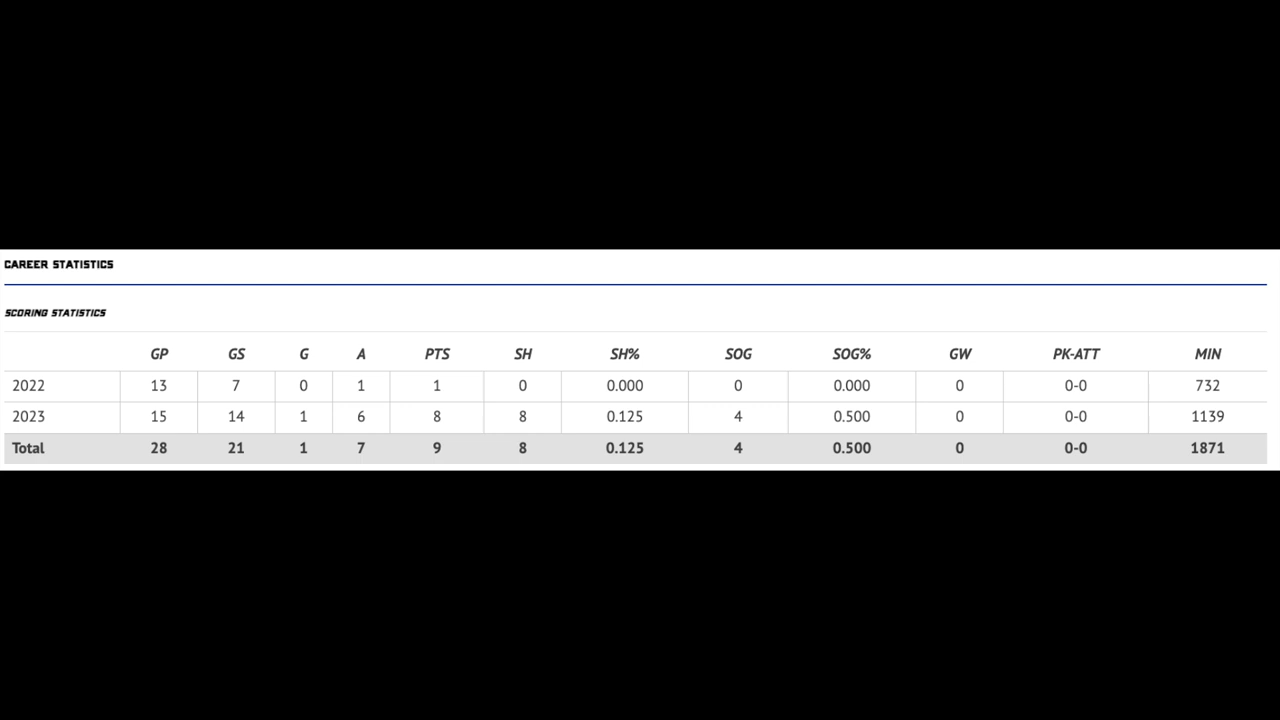 CAREER STATISTICS
SCORING STATISTICS
GP GS G A PTS SH SH% SOG SOG% GW PK-ATT MIN
2022 13 7 0 1 1 0 0.000 0 0.000 0 0-0 732
2023 15 14 1 6 8 8 0.125 4 0.500 0 0-0 1139
Total 28 21 1 7 9 8 0.125 4 0.500 0 0-0 1871